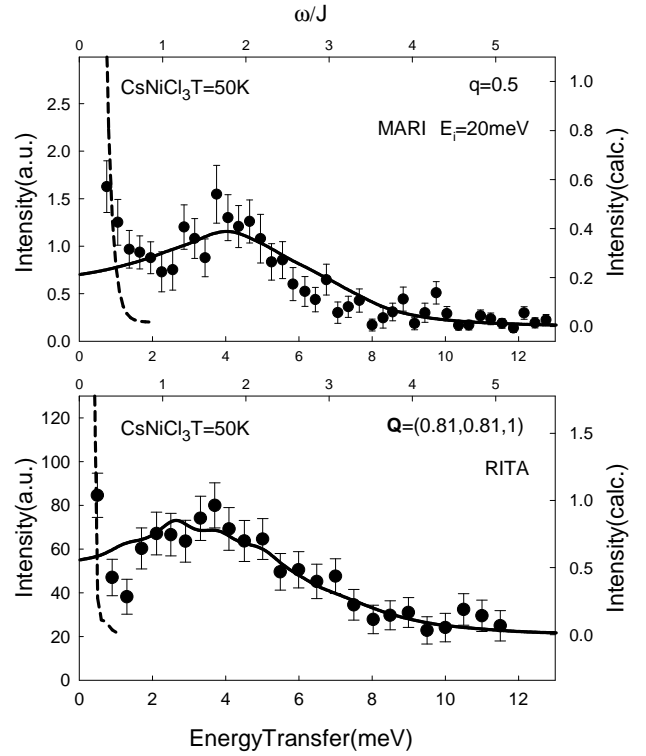 ω/J
0 1 2 3 4 5
CsNiCl3T=50K
q=0.5
MARI Ei=20meV
Intensity(a.u.)
2.5
2.0
1.5
1.0
0.5
0.0
Intensity(calc.)
1.0
0.8
0.6
0.4
0.2
0.0
0 2 4 6 8 10 12
0 1 2 3 4 5
CsNiCl3T=50K
Q=(0.81,0.81,1)
RITA
Intensity(a.u.)
120
100
80
60
40
20
0
Intensity(calc.)
1.5
1.0
0.5
0.0
0 2 4 6 8 10 12
EnergyTransfer(meV)